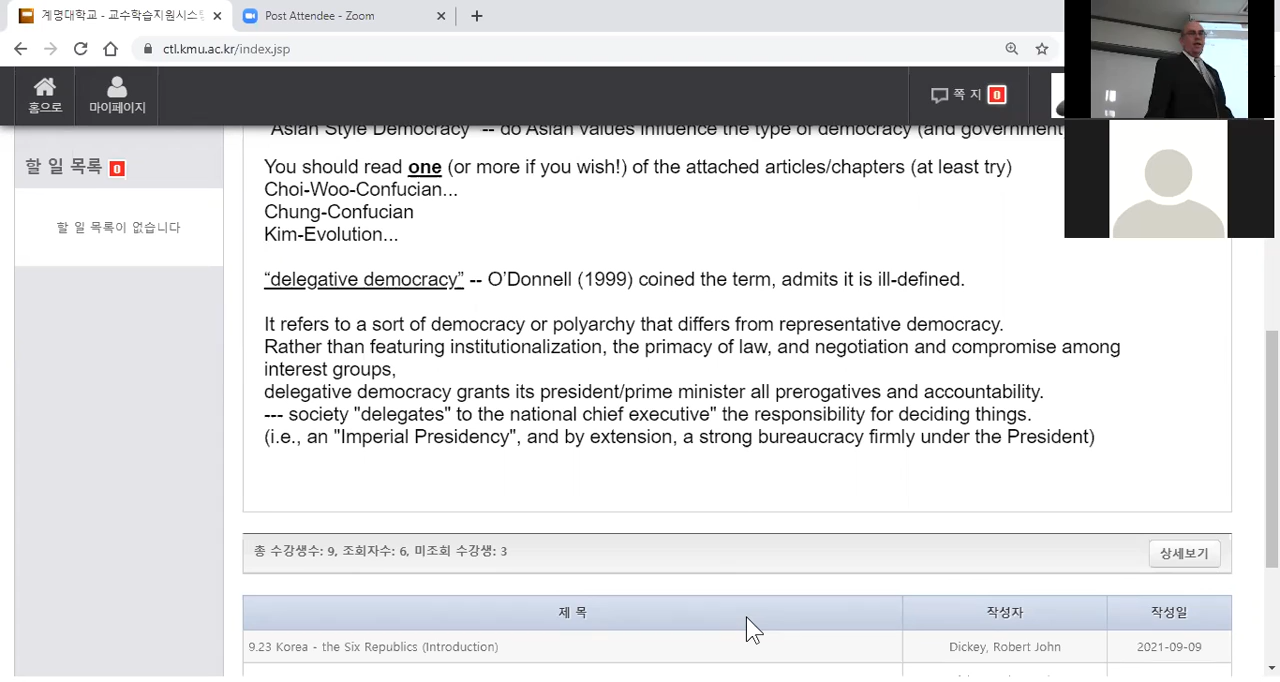 계명대학교 - 교수학습지원시스템
Post Attendee - Zoom
ctl.kmu.ac.kr/index.jsp
홈으로
마이페이지
쪽 지 0
할 일 목록 0
할 일 목록이 없습니다
"Asian Style Democracy" -- do Asian values influence the type of democracy (and government
You should read one (or more if you wish!) of the attached articles/chapters (at least try)
Choi-Woo-Confucian...
Chung-Confucian
Kim-Evolution...
“delegative democracy” -- O’Donnell (1999) coined the term, admits it is ill-defined.
It refers to a sort of democracy or polyarchy that differs from representative democracy.
Rather than featuring institutionalization, the primacy of law, and negotiation and compromise among
interest groups,
delegative democracy grants its president/prime minister all prerogatives and accountability.
--- society "delegates" to the national chief executive" the responsibility for deciding things.
(i.e., an "Imperial Presidency", and by extension, a strong bureaucracy firmly under the President)
총 수강생수: 9, 조회자수: 6, 미조회 수강생: 3
상세보기
제 목
작성자
작성일
9.23 Korea - the Six Republics (Introduction)
Dickey, Robert John
2021-09-09